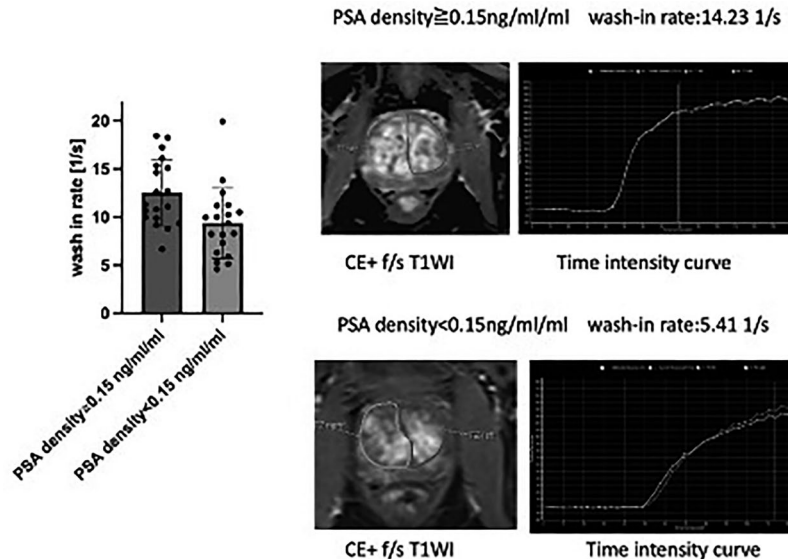 PSA density≧0.15ng/ml/ml wash-in rate:14.23 1/s
wash in rate [1/s]
20
15
10
5
0
PSA density≥0.15 ng/ml/ml
PSA density<0.15 ng/ml/ml
CE+ f/s T1WI
Time intensity curve
PSA density<0.15ng/ml/ml wash-in rate:5.41 1/s
CE+ f/s T1WI
Time intensity curve